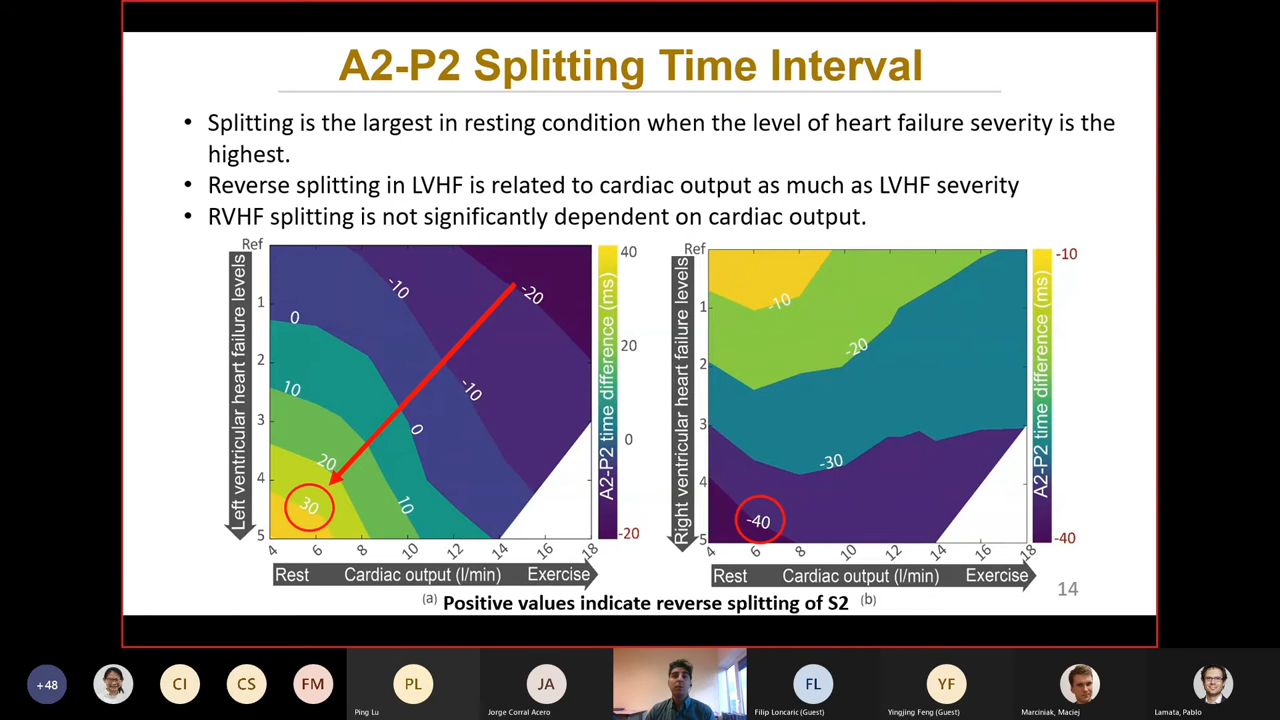 A2-P2 Splitting Time Interval
• Splitting is the largest in resting condition when the level of heart failure severity is the
highest.
• Reverse splitting in LVHF is related to cardiac output as much as LVHF severity
• RVHF splitting is not significantly dependent on cardiac output.
Left ventricular heart failure levels
Ref
1
2
3
4
5
0
-10
-20
10
-10
0
20
10
30
4
6
8
10
12
14
16
18
Rest Cardiac output (l/min) Exercise
A2-P2 time difference (ms)
40
20
0
-20
Right ventricular heart failure levels
Ref
1
2
3
4
5
-10
-20
-30
-40
4
6
8
10
12
14
16
18
Rest Cardiac output (l/min) Exercise
A2-P2 time difference (ms)
-10
-40
14
(a) Positive values indicate reverse splitting of S2 (b)
+48
CI
CS
FM
PL
JA
FL
YF
Ping Lu
Jorge Corral Acero
Filip Loncaric (Guest)
Yingjing Feng (Guest)
Marciniak, Maciej
Lamata, Pablo